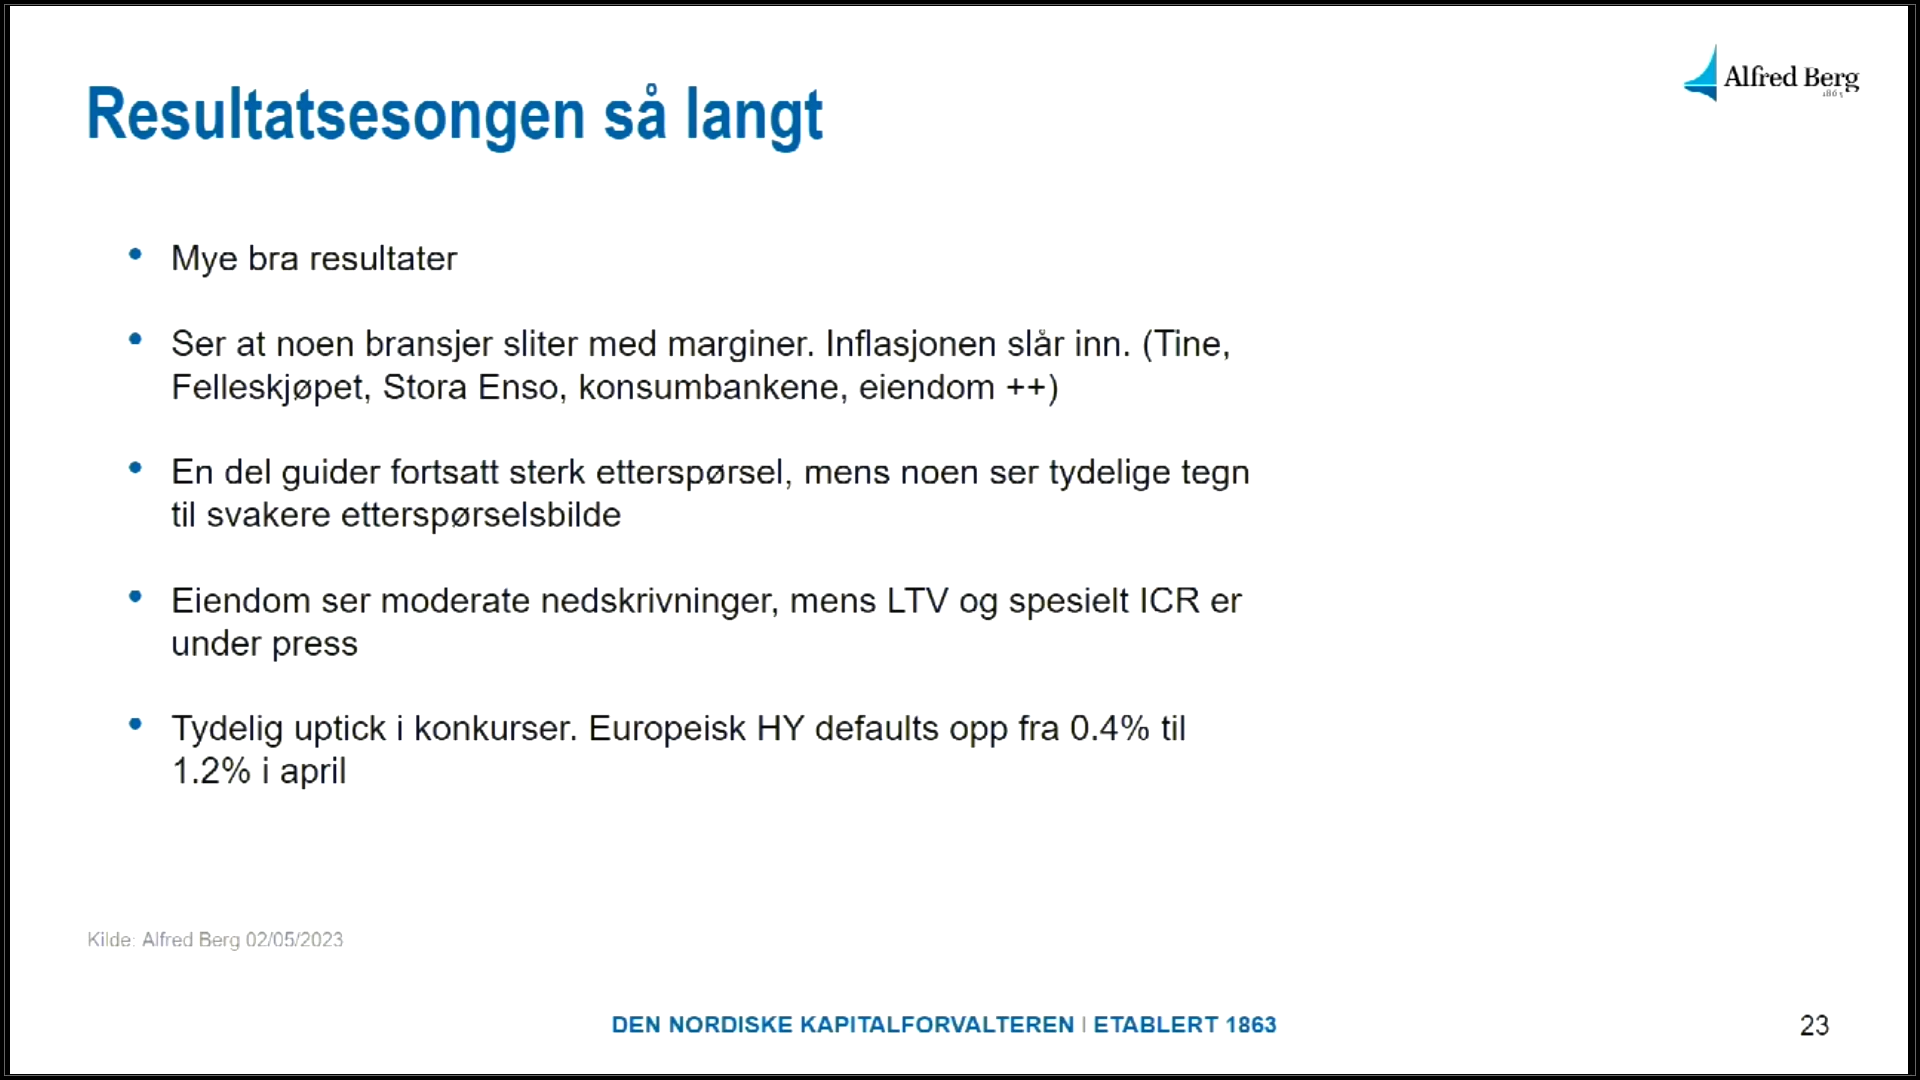 Alfred Berg
1863
Resultatsesongen så langt
• Mye bra resultater
• Ser at noen bransjer sliter med marginer. Inflasjonen slår inn. (Tine,
Felleskjøpet, Stora Enso, konsumbankene, eiendom ++)
• En del guider fortsatt sterk etterspørsel, mens noen ser tydelige tegn
til svakere etterspørselsbilde
• Eiendom ser moderate nedskrivninger, mens LTV og spesielt ICR er
under press
• Tydelig uptick i konkurser. Europeisk HY defaults opp fra 0.4% til
1.2% i april
Kilde: Alfred Berg 02/05/2023
DEN NORDISKE KAPITALFORVALTEREN | ETABLERT 1863
23